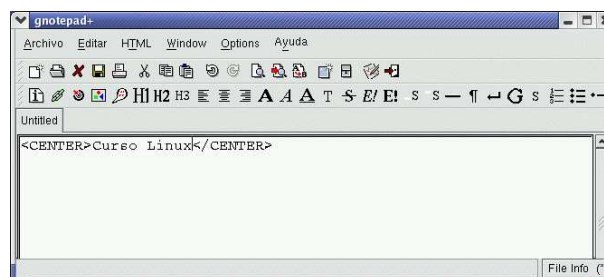 gnotepad+
Archivo Editar HTML Window Options Ayuda
H1 H2 H3 A A A T S E! E! S S ¶ G S
Untitled
<CENTER>Curso Linux</CENTER>
File Info